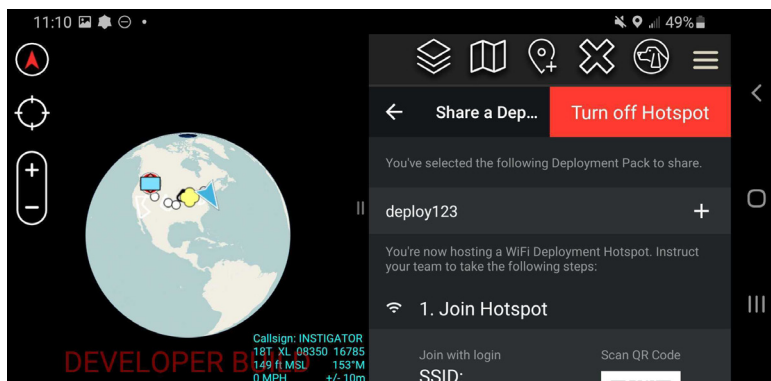 11:10
49%
Share a Dep...
Turn off Hotspot
You've selected the following Deployment Pack to share.
deploy123
You're now hosting a WiFi Deployment Hotspot. Instruct
your team to take the following steps:
1. Join Hotspot
Join with login
Scan QR Code
SSID:
Callsign: INSTIGATOR
18T XL 08350 16785
149 ft MSL 153°M
0 MPH +/- 10m
DEVELOPER BUILD